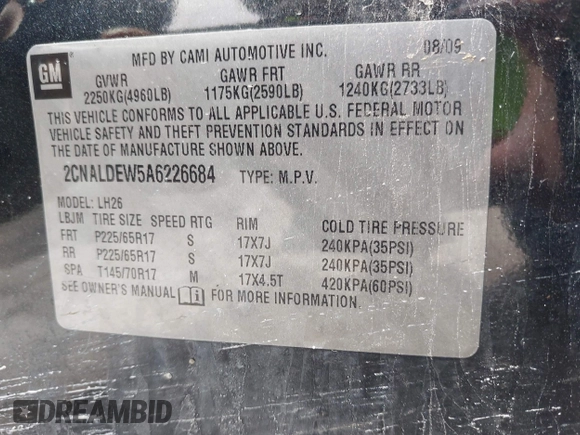 GM
MFD BY CAMI AUTOMOTIVE INC. 08/09
GVWR GAWR FRT GAWR RR
2250KG(4960LB) 1175KG(2590LB) 1240KG(2733LB)
THIS VEHICLE CONFORMS TO ALL APPLICABLE U.S. FEDERAL MOTOR
VEHICLE SAFETY AND THEFT PREVENTION STANDARDS IN EFFECT ON
THE DATE OF MANUFACTURE SHOWN ABOVE.
2CNALDEW5A6226684 TYPE: M.P.V.
MODEL: LH26
LBJM TIRE SIZE SPEED RTG RIM COLD TIRE PRESSURE
FRT P225/65R17 S 17X7J 240KPA(35PSI)
RR P225/65R17 S 17X7J 240KPA(35PSI)
SPA T145/70R17 M 17X4.5T 420KPA(60PSI)
SEE OWNER'S MANUAL FOR MORE INFORMATION
DREAMBID